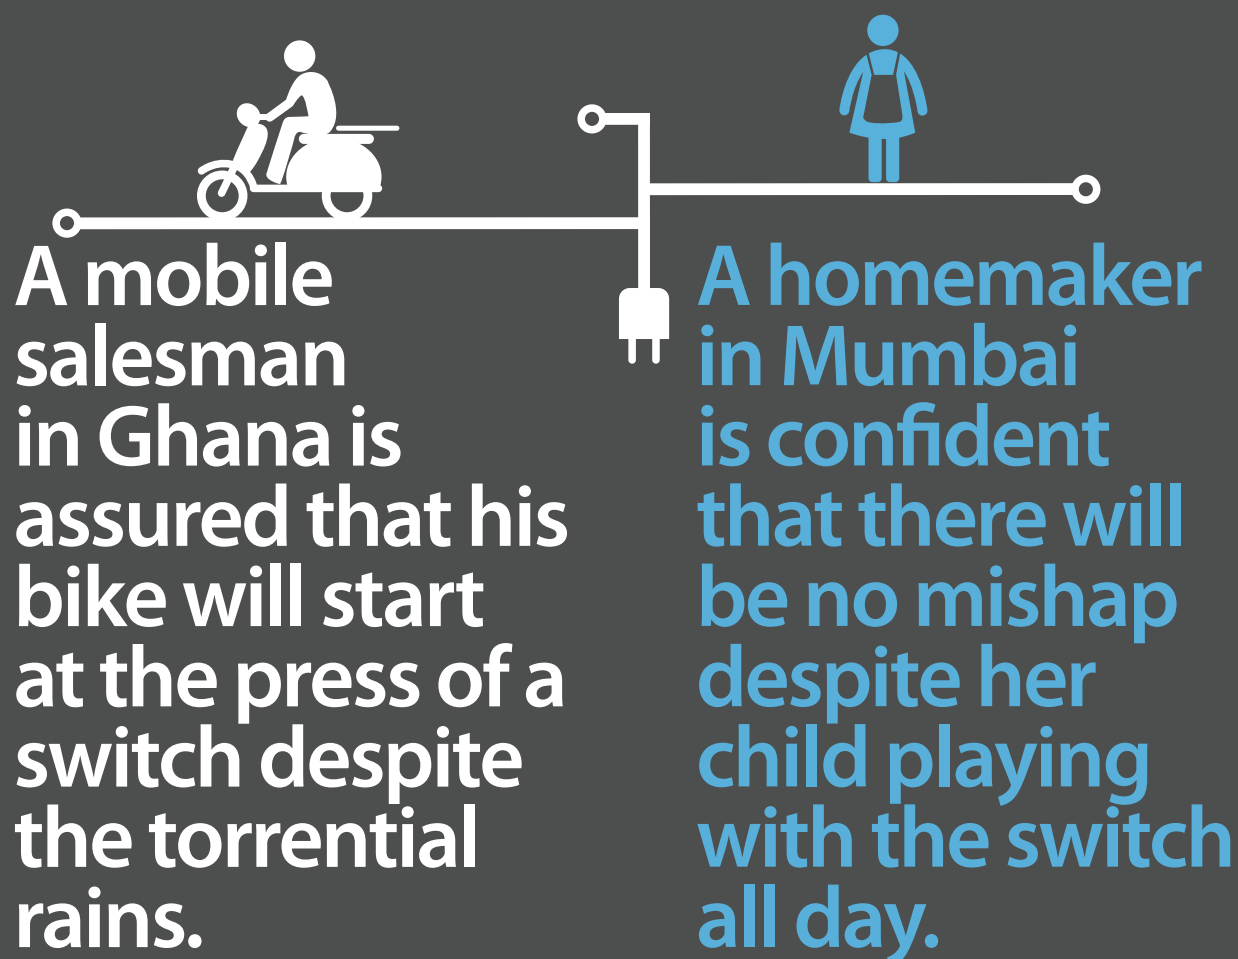 A mobile
salesman
in Ghana is
assured that his
bike will start
at the press of a
switch despite
the torrential
rains.
A homemaker
in Mumbai
is confident
that there will
be no mishap
despite her
child playing
with the switch
all day.